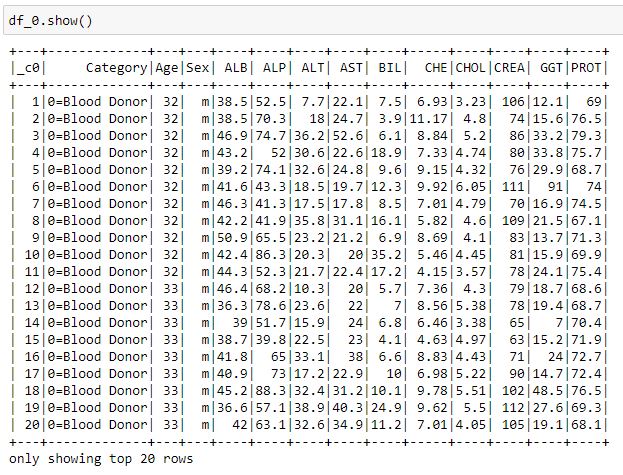 df_0.show()
+---+-------------+---+---+----+----+----+----+----+-----+----+----+----+----+
|_c0|     Category|Age|Sex| ALB| ALP| ALT| AST| BIL|  CHE|CHOL|CREA| GGT|PROT|
+---+-------------+---+---+----+----+----+----+----+-----+----+----+----+----+
|  1|0=Blood Donor| 32|  m|38.5|52.5| 7.7|22.1| 7.5| 6.93|3.23| 106|12.1|  69|
|  2|0=Blood Donor| 32|  m|38.5|70.3|  18|24.7| 3.9|11.17| 4.8|  74|15.6|76.5|
|  3|0=Blood Donor| 32|  m|46.9|74.7|36.2|52.6| 6.1| 8.84| 5.2|  86|33.2|79.3|
|  4|0=Blood Donor| 32|  m|43.2|  52|30.6|22.6|18.9| 7.33|4.74|  80|33.8|75.7|
|  5|0=Blood Donor| 32|  m|39.2|74.1|32.6|24.8| 9.6| 9.15|4.32|  76|29.9|68.7|
|  6|0=Blood Donor| 32|  m|41.6|43.3|18.5|19.7|12.3| 9.92|6.05| 111|  91|  74|
|  7|0=Blood Donor| 32|  m|46.3|41.3|17.5|17.8| 8.5| 7.01|4.79|  70|16.9|74.5|
|  8|0=Blood Donor| 32|  m|42.2|41.9|35.8|31.1|16.1| 5.82| 4.6| 109|21.5|67.1|
|  9|0=Blood Donor| 32|  m|50.9|65.5|23.2|21.2| 6.9| 8.69| 4.1|  83|13.7|71.3|
| 10|0=Blood Donor| 32|  m|42.4|86.3|20.3|  20|35.2| 5.46|4.45|  81|15.9|69.9|
| 11|0=Blood Donor| 32|  m|44.3|52.3|21.7|22.4|17.2| 4.15|3.57|  78|24.1|75.4|
| 12|0=Blood Donor| 33|  m|46.4|68.2|10.3|  20| 5.7| 7.36| 4.3|  79|18.7|68.6|
| 13|0=Blood Donor| 33|  m|36.3|78.6|23.6|  22|   7| 8.56|5.38|  78|19.4|68.7|
| 14|0=Blood Donor| 33|  m|  39|51.7|15.9|  24| 6.8| 6.46|3.38|  65|   7|70.4|
| 15|0=Blood Donor| 33|  m|38.7|39.8|22.5|  23| 4.1| 4.63|4.97|  63|15.2|71.9|
| 16|0=Blood Donor| 33|  m|41.8|  65|33.1|  38| 6.6| 8.83|4.43|  71|  24|72.7|
| 17|0=Blood Donor| 33|  m|40.9|  73|17.2|22.9|  10| 6.98|5.22|  90|14.7|72.4|
| 18|0=Blood Donor| 33|  m|45.2|88.3|32.4|31.2|10.1| 9.78|5.51| 102|48.5|76.5|
| 19|0=Blood Donor| 33|  m|36.6|57.1|38.9|40.3|24.9| 9.62| 5.5| 112|27.6|69.3|
| 20|0=Blood Donor| 33|  m|  42|63.1|32.6|34.9|11.2| 7.01|4.05| 105|19.1|68.1|
+---+-------------+---+---+----+----+----+----+----+-----+----+----+----+----+
only showing top 20 rows